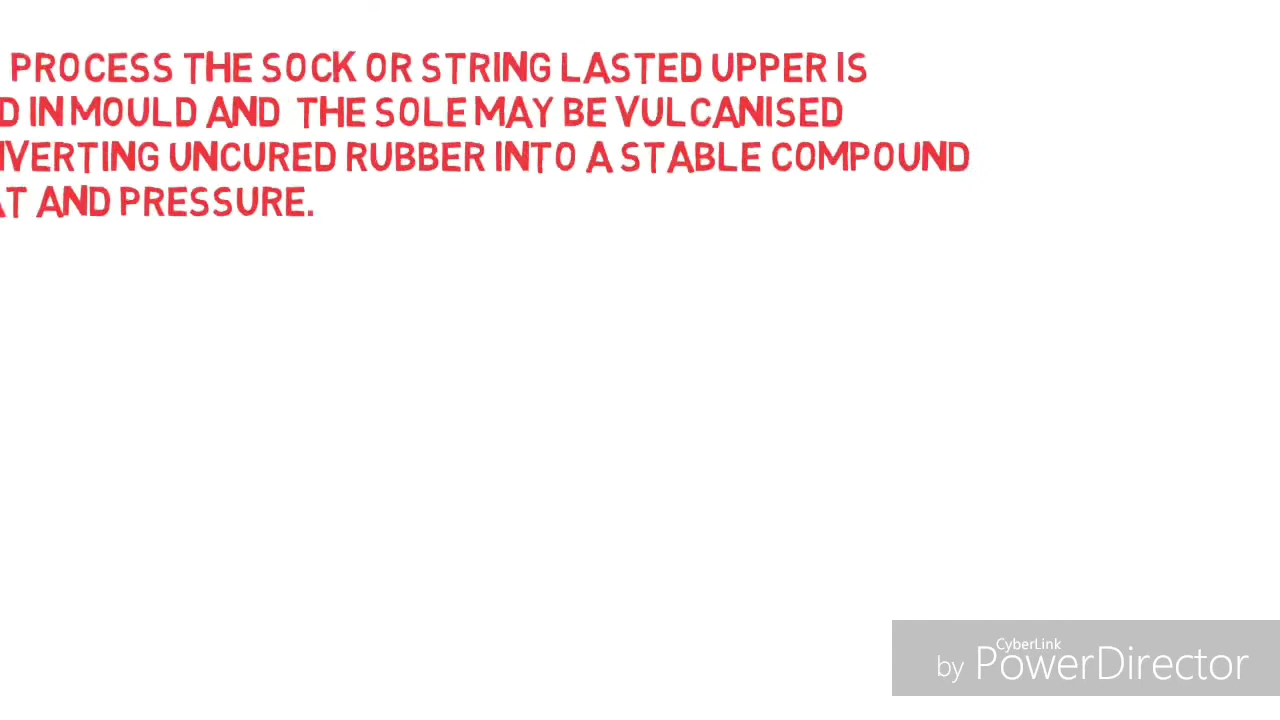 PROCESS THE SOCK OR STRING LASTED UPPER IS
D IN MOULD AND THE SOLE MAY BE VULCANISED
VERTING UNCURED RUBBER INTO A STABLE COMPOUND
AT AND PRESSURE.
CyberLink
by PowerDirector